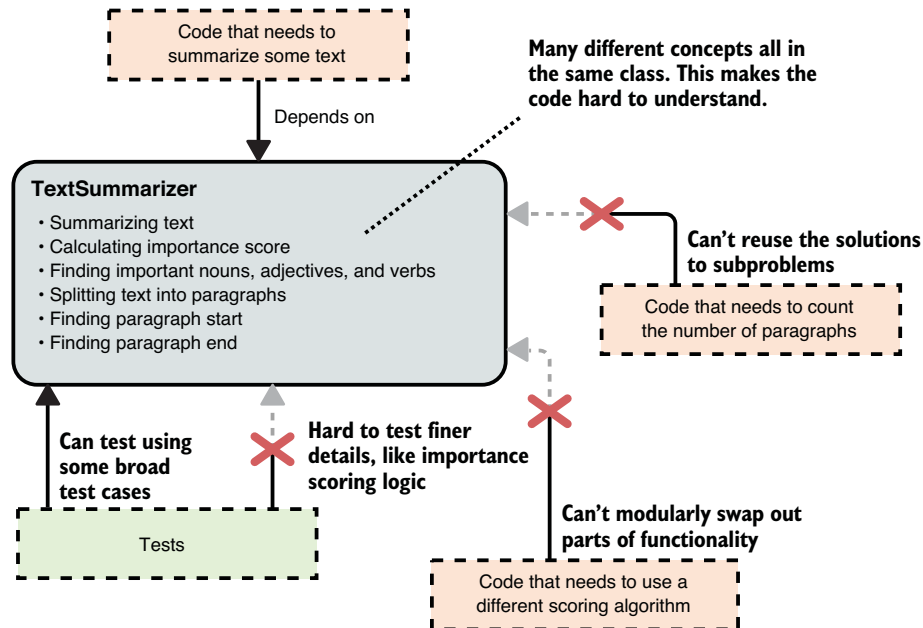 Code that needs to
summarize some text
Many different concepts all in
the same class. This makes the
code hard to understand.
Depends on
TextSummarizer
• Summarizing text
• Calculating importance score
• Finding important nouns, adjectives, and verbs
• Splitting text into paragraphs
• Finding paragraph start
• Finding paragraph end
Can't reuse the solutions
to subproblems
Code that needs to count
the number of paragraphs
Can test using
some broad
test cases
Hard to test finer
details, like importance
scoring logic
Can't modularly swap out
parts of functionality
Tests
Code that needs to use a
different scoring algorithm